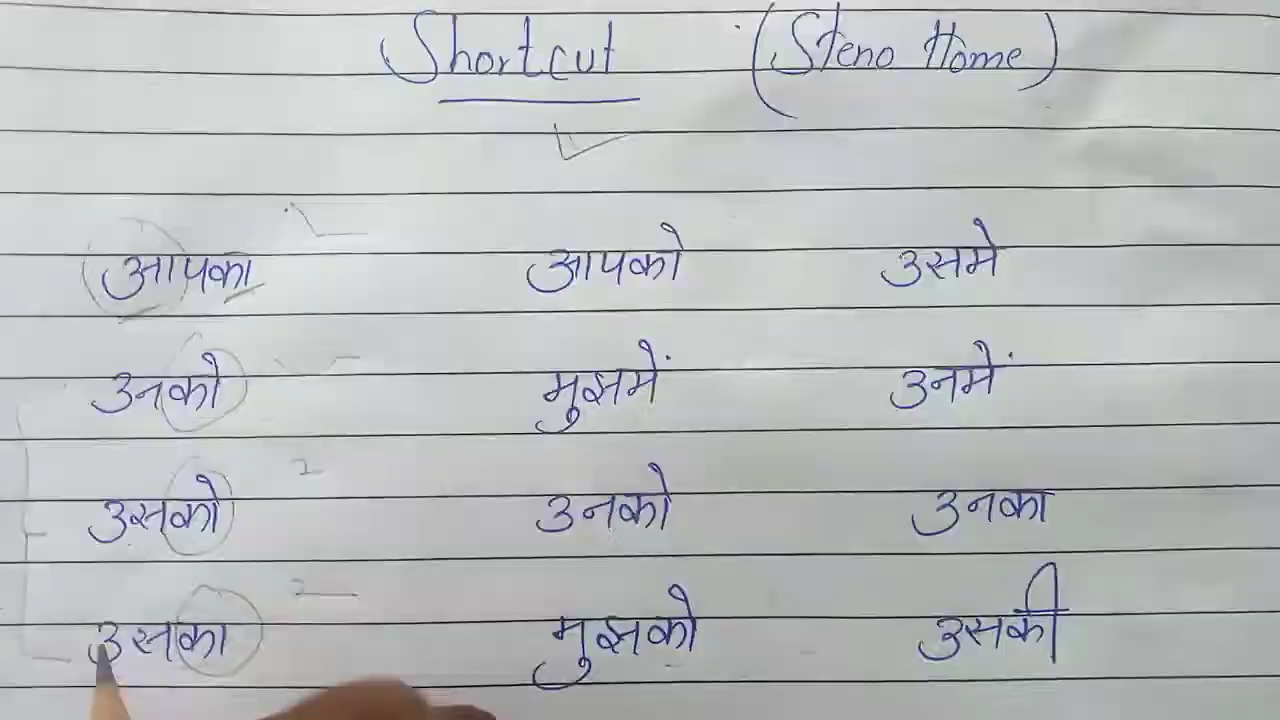 Shortcut (Steno Home)
आपका आपको उसमे
उनको मुझमें उनमें
उसको उनको उनका
उसका मुझको उसकी